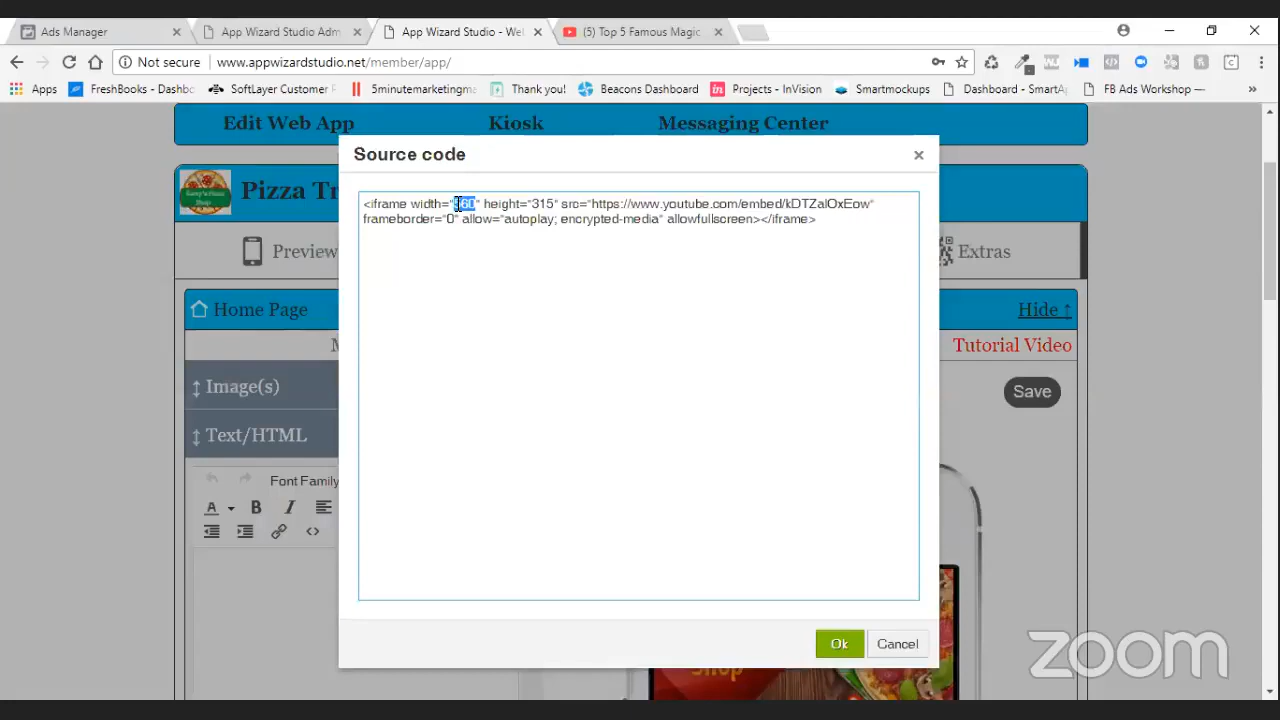 Ads Manager
App Wizard Studio Adm
App Wizard Studio - Wel
(5) Top 5 Famous Magic
Not secure
www.appwizardstudio.net/member/app/
Apps
FreshBooks - Dashbo
SoftLayer Customer
5minutemarketingm
Thank you!
Beacons Dashboard
Projects - InVision
Smartmockups
Dashboard - SmartA
FB Ads Workshop —
Edit Web App
Kiosk
Messaging Center
Source code
Pizza Tr
<iframe width="560" height="315" src="https://www.youtube.com/embed/kDTZalOxEow"
frameborder="0" allow="autoplay; encrypted-media" allowfullscreen></iframe>
Preview
Extras
Home Page
Hide ↑
Tutorial Video
Image(s)
Save
Text/HTML
Font Family
A
B
I
Ok
Cancel
Shop
zoom